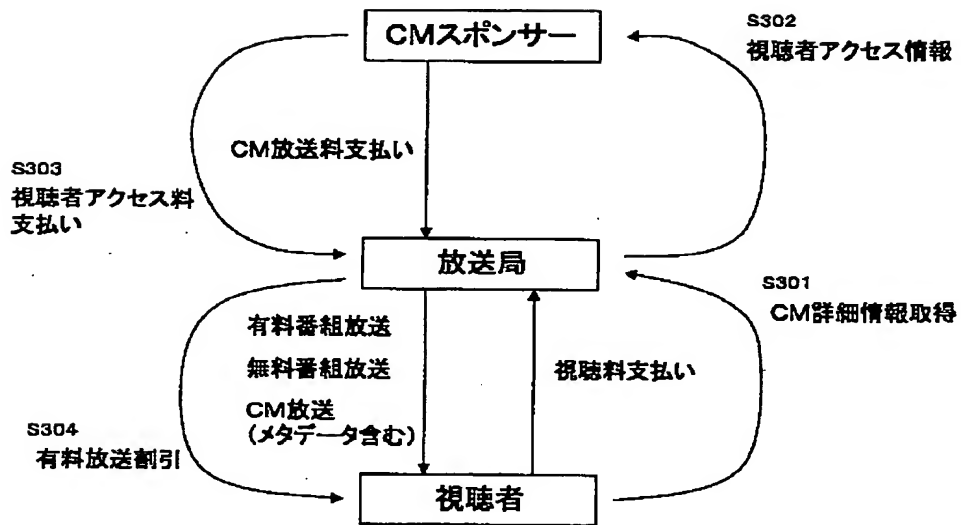 CMスポンサー
S302
視聴者アクセス情報
CM放送料支払い
S303
視聴者アクセス料
支払い
放送局
S301
CM詳細情報取得
有料番組放送
無料番組放送
CM放送
(メタデータ含む)
視聴料支払い
S304
有料放送割引
視聴者